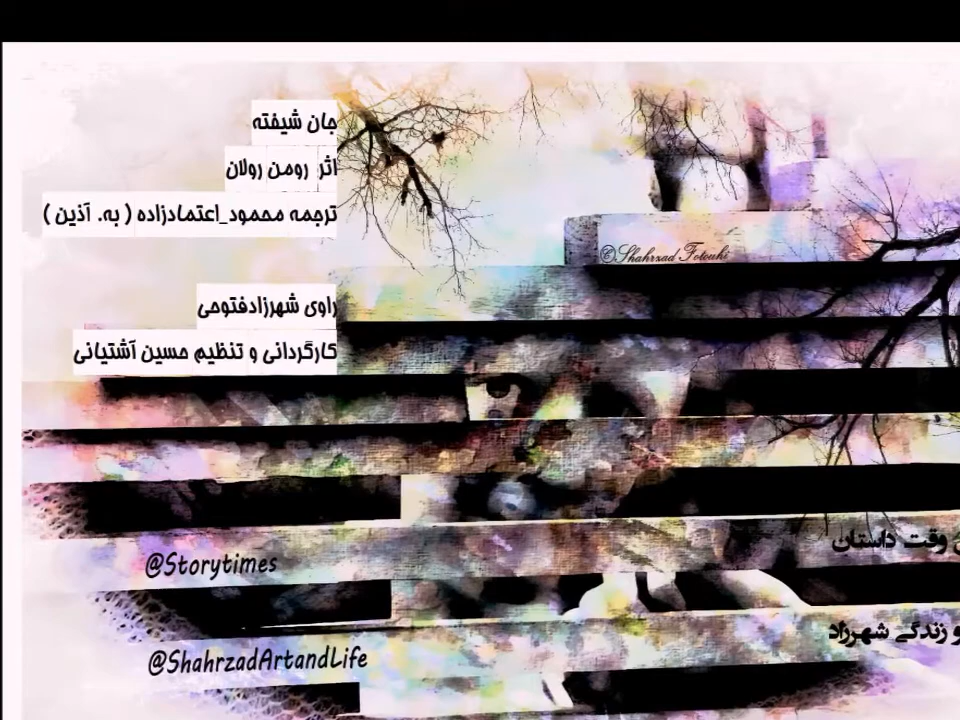 جان شیفته
اثر رومن رولان
ترجمه محمود_اعتمادزاده ( به. آذین )
©Shahrzad Fotouhi
راوی شهرزادفتوحی
کارگردانی و تنظیم حسین آشتیانی
وقت داستان
@Storytimes
و زندگی شهرزاد
@ShahrzadArtandLife